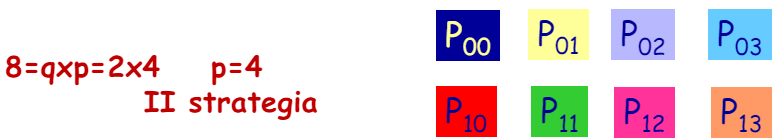 8=qxp=2x4 p=4
II strategia
P00 P01 P02 P03
P10 P11 P12 P13